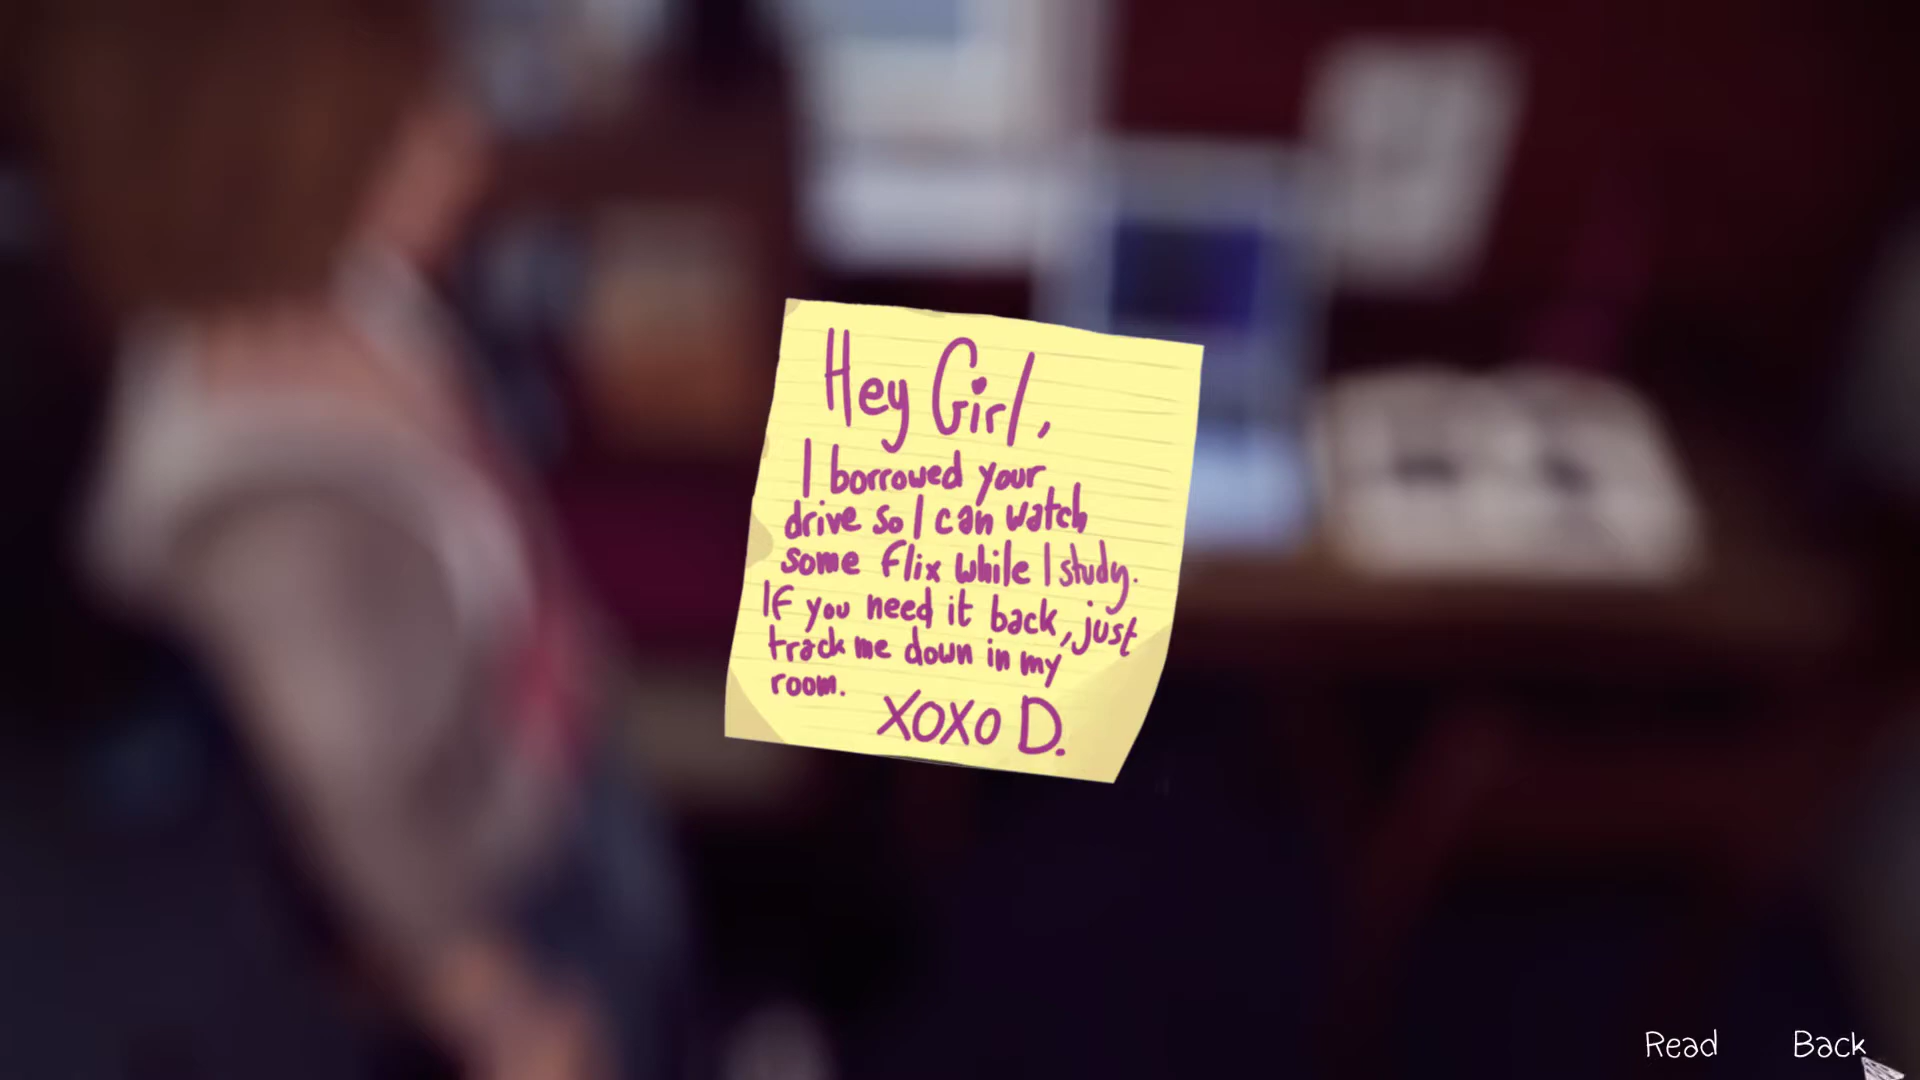 Hey Girl,
I borrowed your
drive so I can watch
some flix while I study.
If you need it back, just
track me down in my
room.
XOXO D.
Read Back